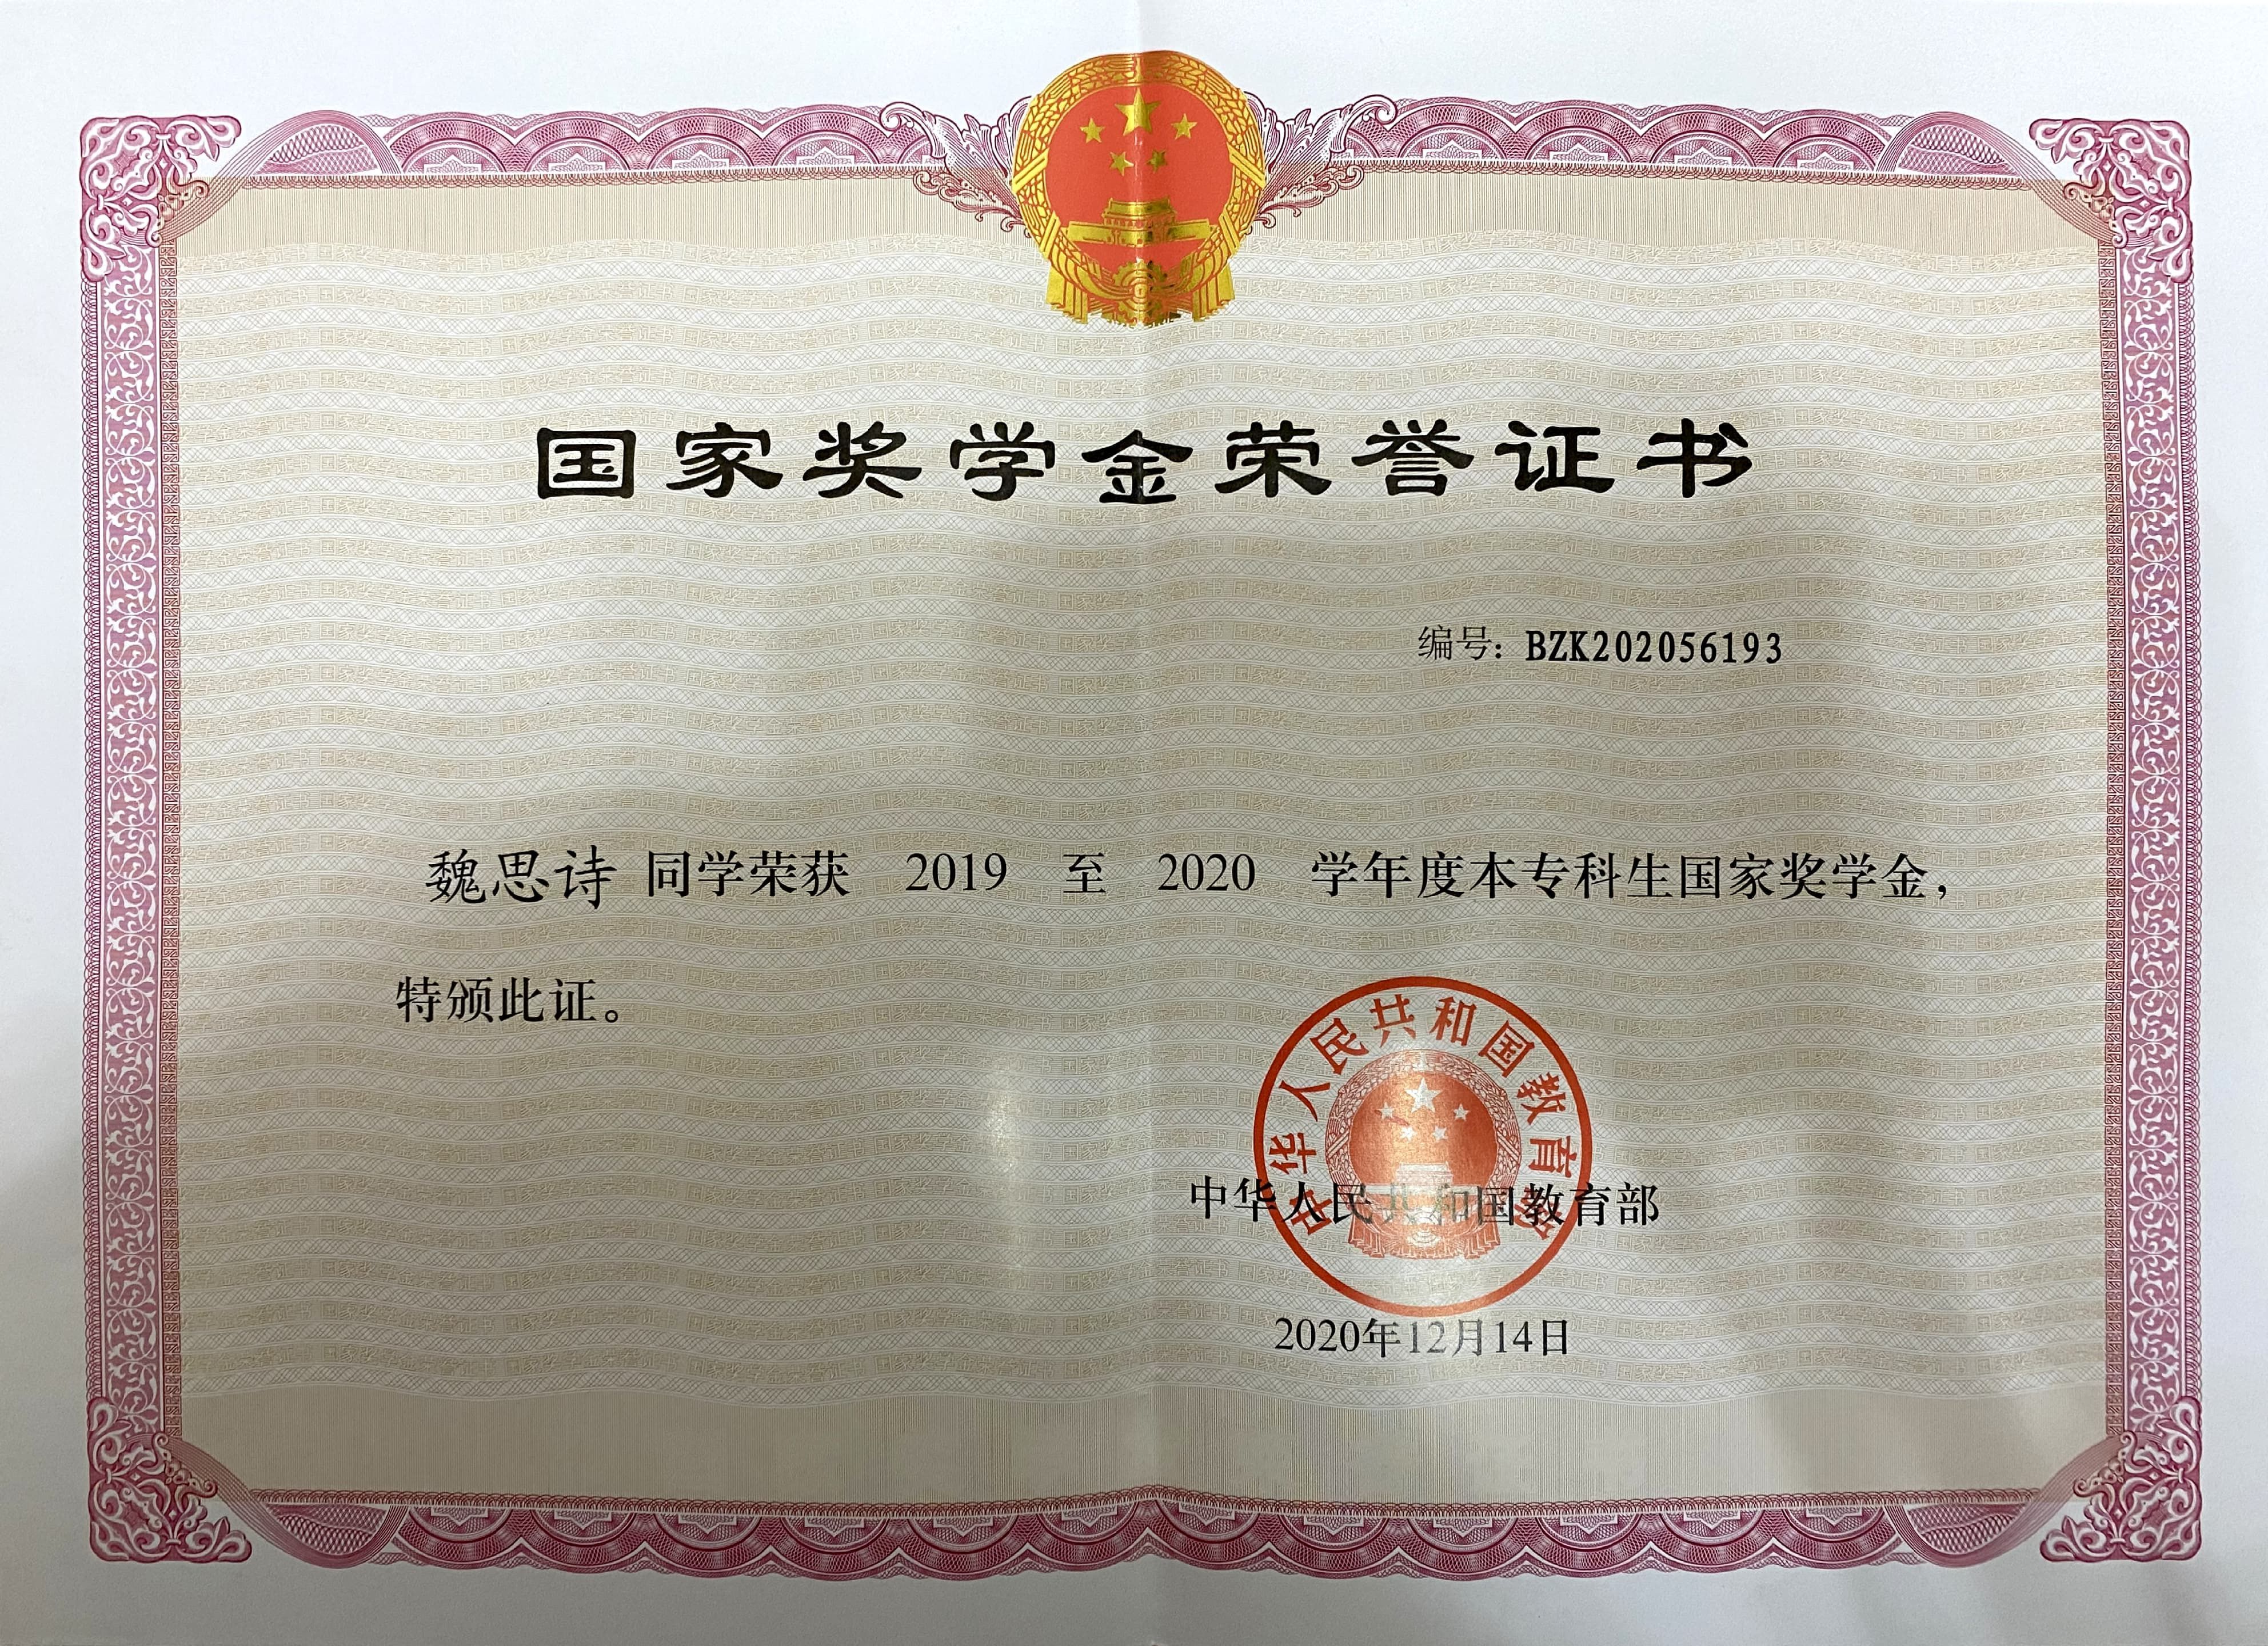 国家奖学金荣誉证书
编号：BZK202056193
魏思诗 同学荣获 2019 至 2020 学年度本专科生国家奖学金，
特颁此证。
中华人民共和国教育部
中华人民共和国教育部
2020年12月14日